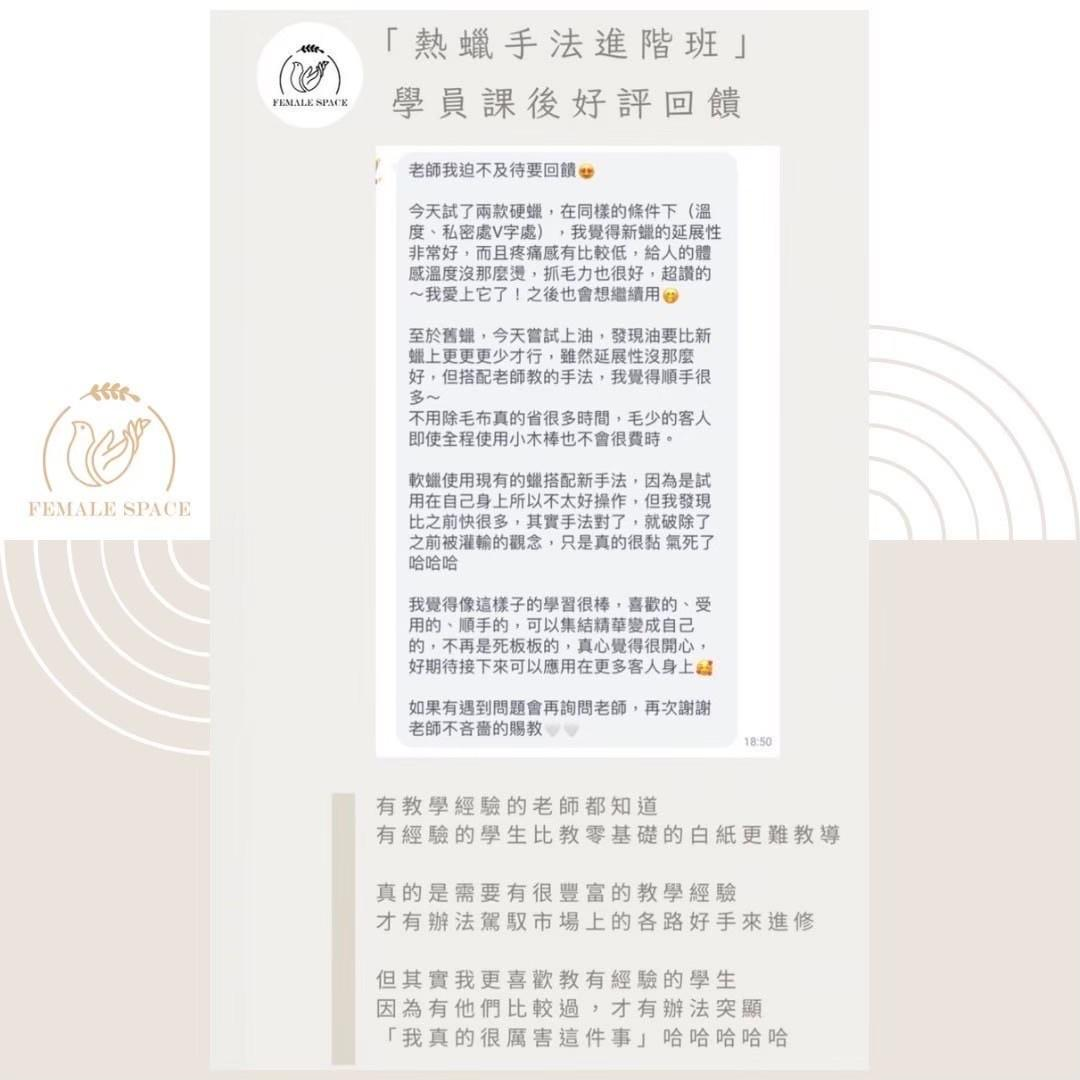 FEMALE SPACE
「熱蠟手法進階班」
學員課後好評回饋
老師我迫不及待要回饋😍
今天試了兩款硬蠟，在同樣的條件下（溫
度、私密處V字處），我覺得新蠟的延展性
非常好，而且疼痛感有比較低，給人的體
感溫度沒那麼燙，抓毛力也很好，超讚的
～我愛上它了！之後也會想繼續用🤭
至於舊蠟，今天嘗試上油，發現油要比新
蠟上更更更少才行，雖然延展性沒那麼
好，但搭配老師教的手法，我覺得順手很
多～
不用除毛布真的省很多時間，毛少的客人
即使全程使用小木棒也不會很費時。
軟蠟使用現有的蠟搭配新手法，因為是試
用在自己身上所以不太好操作，但我發現
比之前快很多，其實手法對了，就破除了
之前被灌輸的觀念，只是真的很黏 氣死了
哈哈哈
我覺得像這樣子的學習很棒，喜歡的、受
用的、順手的，可以集結精華變成自己
的，不再是死板板的，真心覺得很開心，
好期待接下來可以應用在更多客人身上🥰
如果有遇到問題會再詢問老師，再次謝謝
老師不吝嗇的賜教🤍🤍
18:50
FEMALE SPACE
有教學經驗的老師都知道
有經驗的學生比教零基礎的白紙更難教導
真的是需要有很豐富的教學經驗
才有辦法駕馭市場上的各路好手來進修
但其實我更喜歡教有經驗的學生
因為有他們比較過，才有辦法突顯
「我真的很厲害這件事」哈哈哈哈哈